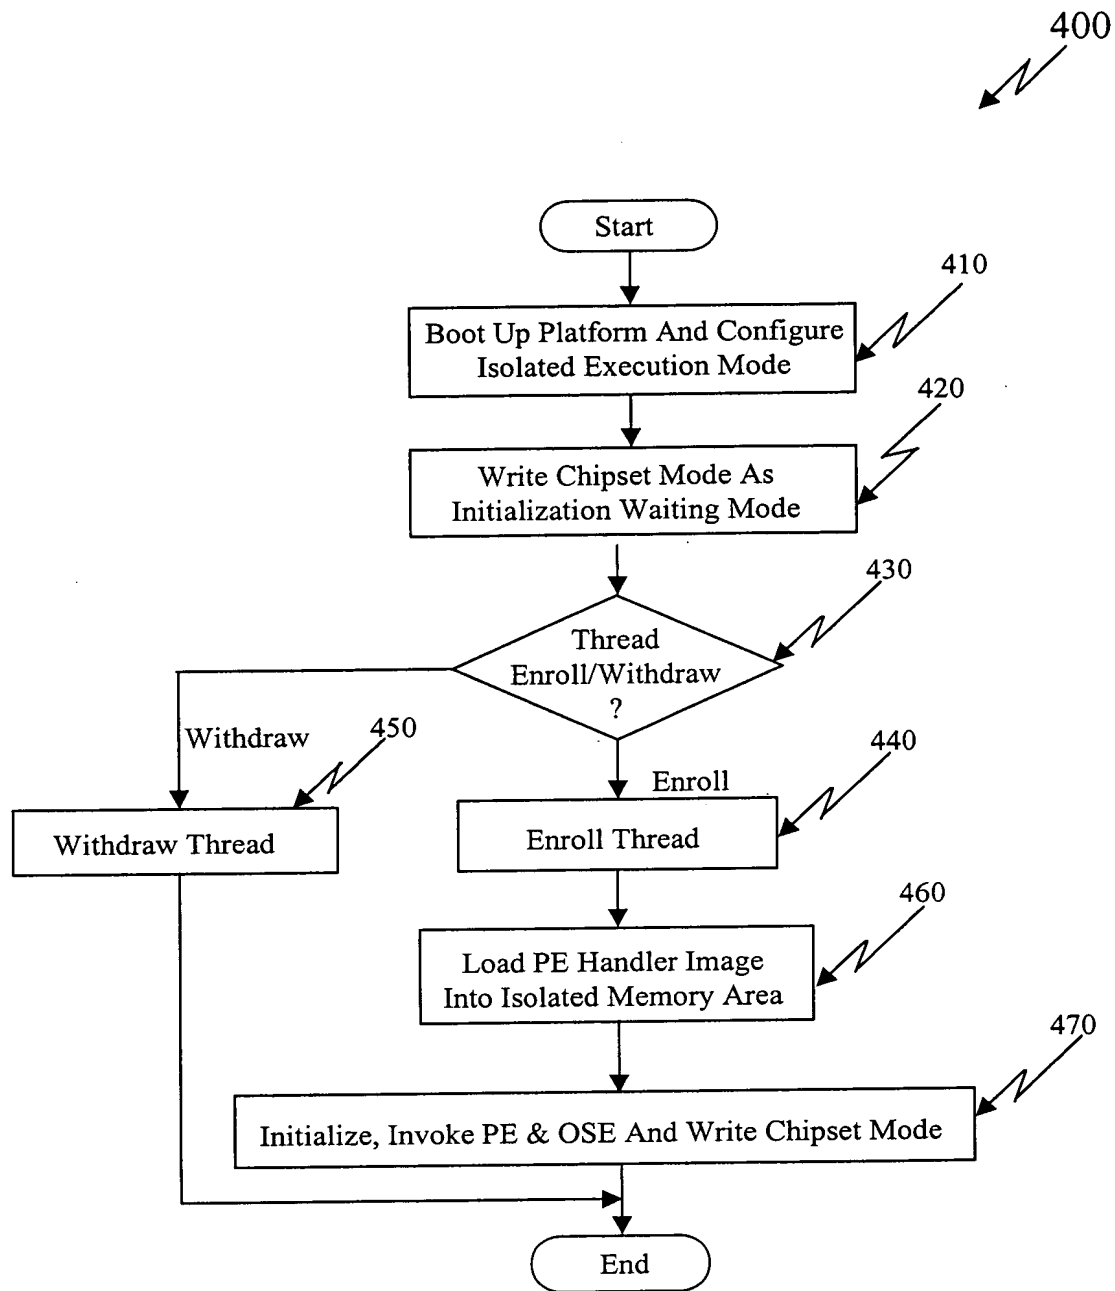 400
Start
410
Boot Up Platform And Configure
Isolated Execution Mode
420
Write Chipset Mode As
Initialization Waiting Mode
430
Thread
Enroll/Withdraw
?
Withdraw
450
440
Enroll
Withdraw Thread
Enroll Thread
460
Load PE Handler Image
Into Isolated Memory Area
470
Initialize, Invoke PE & OSE And Write Chipset Mode
End